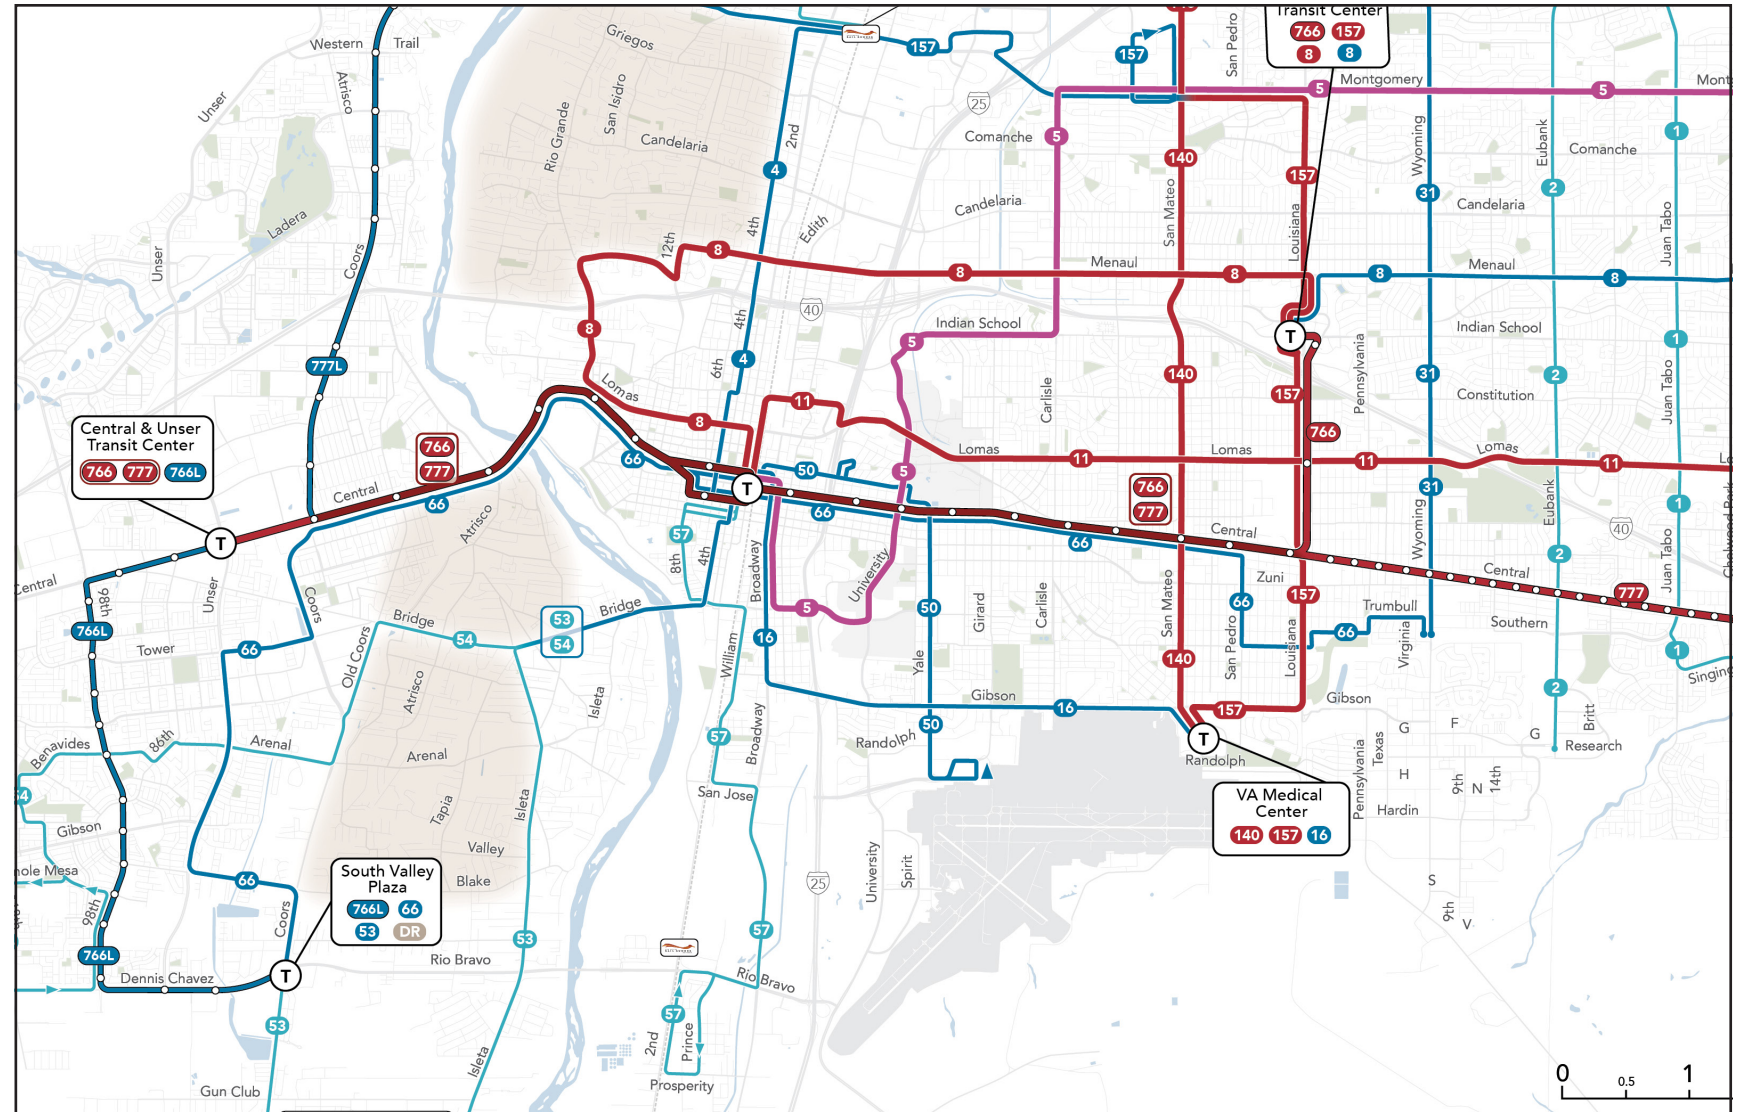 Western
Trail
Griegos
157
157
San Pedro
Transit Center
766 157
8 8
Unser
Atrisco
25
5
Montgomery
5
Rio Grande
San Isidro
Candelaria
2nd
Comanche
5
140
Wyoming
Eubank
Comanche
1
4
157
2
31
Ladera
Candelaria
San Mateo
Louisiana
Candelaria
Juan Tabo
Unser
Coors
12th
8
4th
Edith
8
Menaul
8
8
Menaul
8
40
8
4th
Indian School
5
T
Indian School
1
777L
6th
4
Lomas
140
157
Pennsylvania
31
2
Carlisle
Constitution
Juan Tabo
8
11
Central & Unser
Transit Center
766 777 766L
766
777
66
766
Lomas
11
Lomas
11
Lomas
11
50
5
T
66
Central
66
766
777
31
Eubank
1
40
T
57
66
Central
Wyoming
2
Juan Tabo
Central
777
Central
Atrisco
8th
4th
Broadway
University
Zuni
98th
Unser
Coors
Bridge
53
54
Bridge
54
5
50
Girard
Carlisle
San Mateo
66
157
Trumbull
66
Southern
766L
Tower
66
Old Coors
16
William
Yale
140
San Pedro
Louisiana
Virginia
1
Singing
Atrisco
Isleta
Gibson
16
157
Gibson
2
Benavides
86th
Arenal
Arenal
57
Broadway
50
Randolph
T
Randolph
G
F
G
Britt
Research
Texas
Pennsylvania
H
9th
N
14th
Hardin
San Jose
VA Medical
Center
140 157 16
Tapia
Isleta
Gibson
Valley
Blake
66
98th
South Valley
Plaza
766L 66
53 DR
University
Spirit
25
S
9th
V
Coors
57
53
766L
Dennis Chavez
T
Rio Bravo
Rio Bravo
57
53
2nd
Prince
Isleta
Gun Club
Prosperity
0
0.5
1